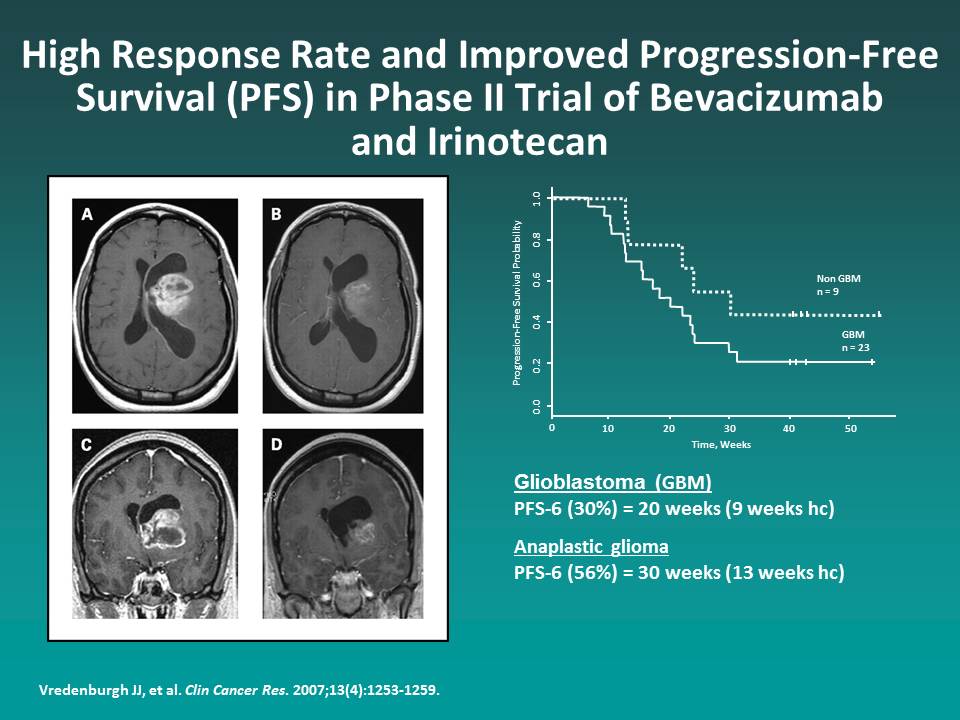 High Response Rate and Improved Progression-Free
Survival (PFS) in Phase II Trial of Bevacizumab
and Irinotecan
A
B
C
D
Progression-Free Survival Probability
1.0
0.8
0.6
0.4
0.2
0.0
Non GBM
n = 9
GBM
n = 23
0
10
20
30
40
50
Time, Weeks
Glioblastoma (GBM)
PFS-6 (30%) = 20 weeks (9 weeks hc)
Anaplastic glioma
PFS-6 (56%) = 30 weeks (13 weeks hc)
Vredenburgh JJ, et al. Clin Cancer Res. 2007;13(4):1253-1259.